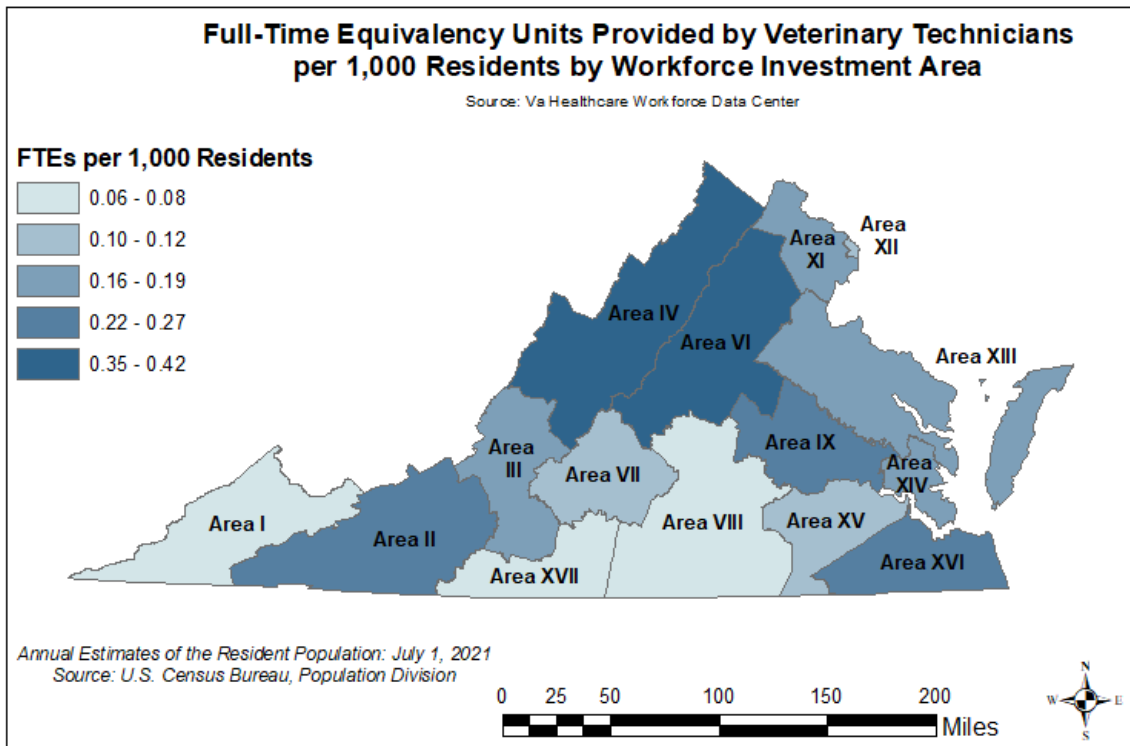 Full-Time Equivalency Units Provided by Veterinary Technicians
per 1,000 Residents by Workforce Investment Area
Source: Va Healthcare Workforce Data Center
FTEs per 1,000 Residents
0.06 - 0.08
0.10 - 0.12
0.16 - 0.19
0.22 - 0.27
0.35 - 0.42
Area
XII
Area
XI
Area IV
Area VI
Area XIII
Area
III
Area IX
Area VII
Area
XIV
Area I
Area II
Area VIII
Area XV
Area XVII
Area XVI
Annual Estimates of the Resident Population: July 1, 2021
Source: U.S. Census Bureau, Population Division
0 25 50 100 150 200
Miles
N
W E
S